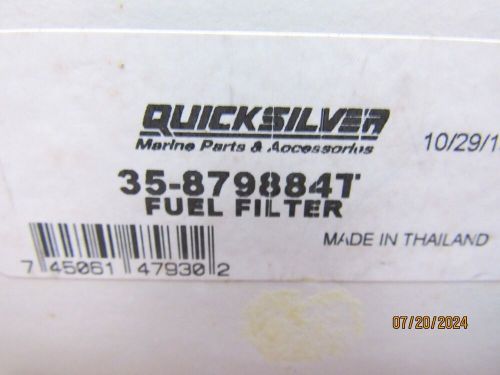 QUICKSILVER
Marine Parts & Accessories
10/29/1
35-879884T
FUEL FILTER
MADE IN THAILAND
7 45061 47930 2
07/20/2024